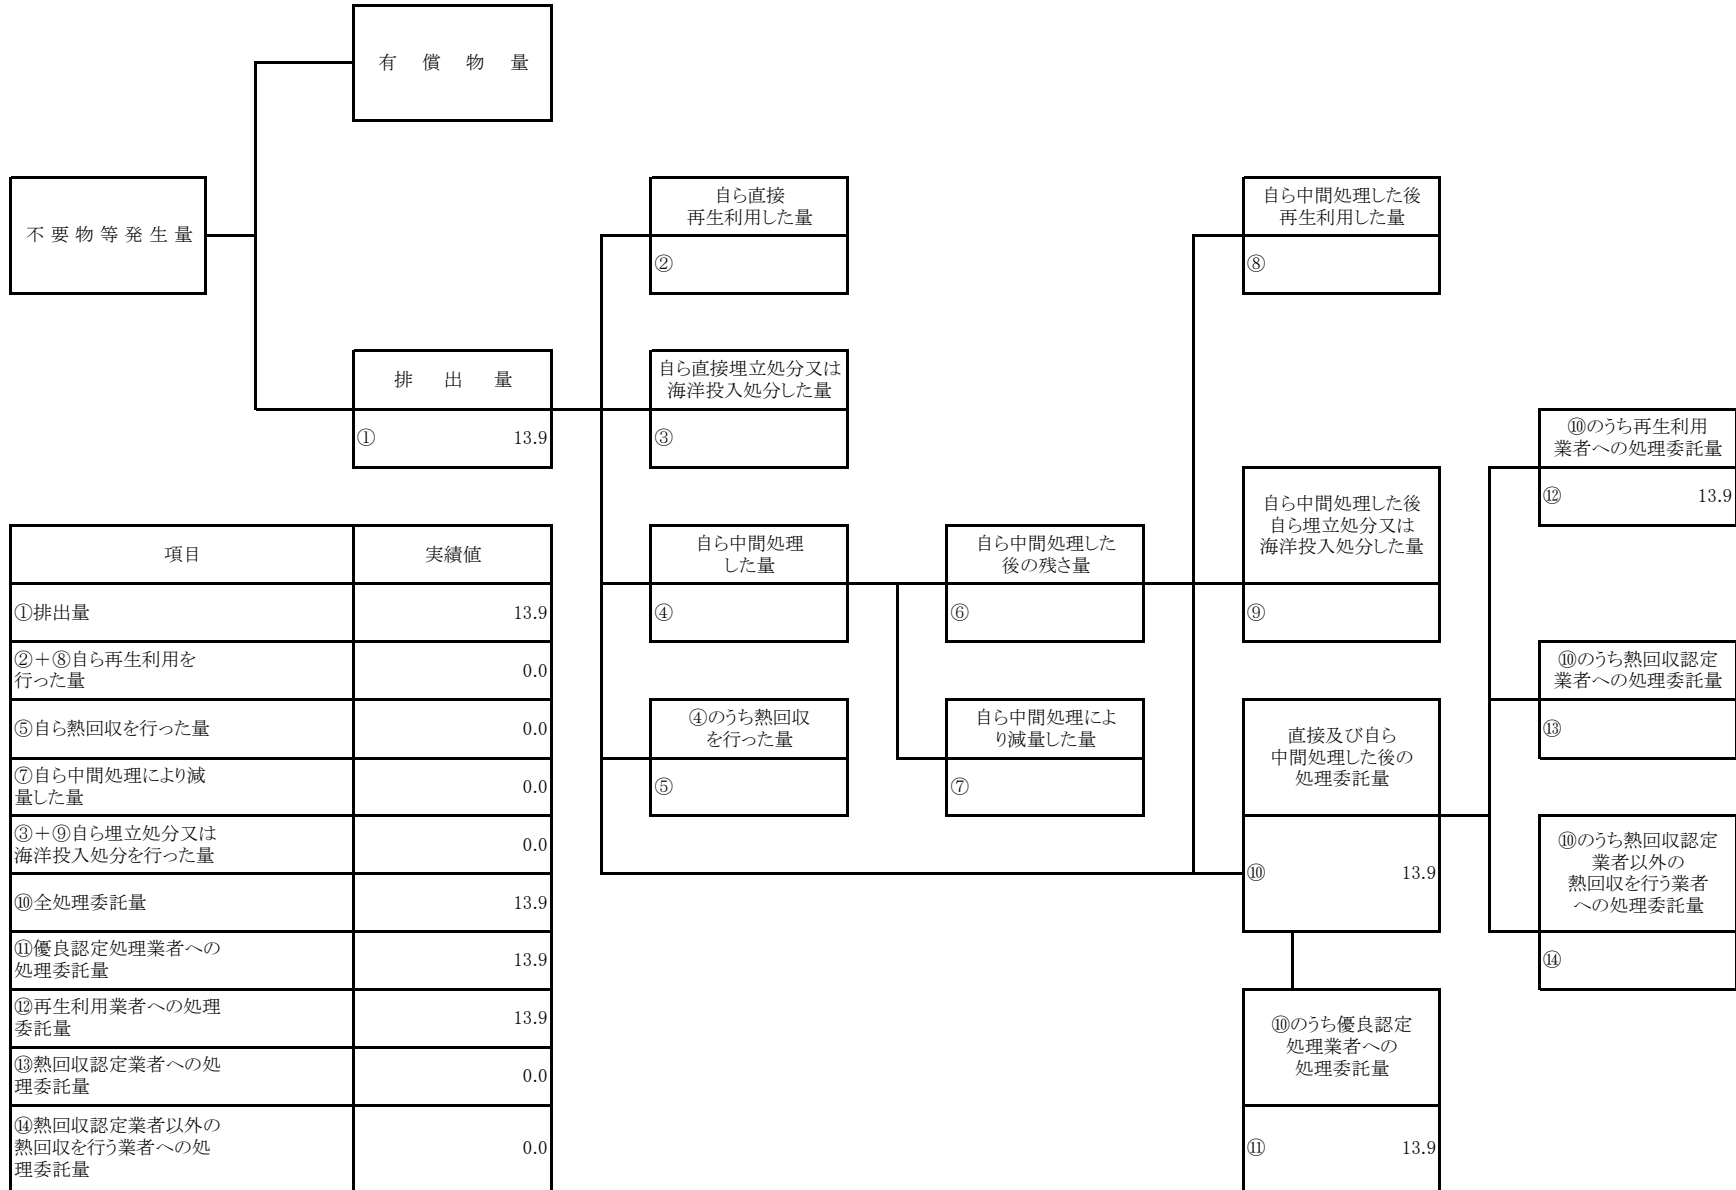 有償物量
不要物等発生量
自ら直接
再生利用した量
②
自ら中間処理した後
再生利用した量
⑧
排出量
① 13.9
自ら直接埋立処分又は
海洋投入処分した量
③
⑩のうち再生利用
業者への処理委託量
⑫ 13.9
自ら中間処理した後
自ら埋立処分又は
海洋投入処分した量
⑨
自ら中間処理
した量
④
自ら中間処理した
後の残さ量
⑥
④のうち熱回収
を行った量
⑤
自ら中間処理によ
り減量した量
⑦
直接及び自ら
中間処理した後の
処理委託量
⑩ 13.9
⑩のうち熱回収認定
業者への処理委託量
⑬
⑩のうち熱回収認定
業者以外の
熱回収を行う業者
への処理委託量
⑭
⑩のうち優良認定
処理業者への
処理委託量
⑪ 13.9
項目 実績値
①排出量 13.9
②＋⑧自ら再生利用を
行った量 0.0
⑤自ら熱回収を行った量 0.0
⑦自ら中間処理により減
量した量 0.0
③＋⑨自ら埋立処分又は
海洋投入処分を行った量 0.0
⑩全処理委託量 13.9
⑪優良認定処理業者への
処理委託量 13.9
⑫再生利用業者への処理
委託量 13.9
⑬熱回収認定業者への処
理委託量 0.0
⑭熱回収認定業者以外の
熱回収を行う業者への処
理委託量 0.0